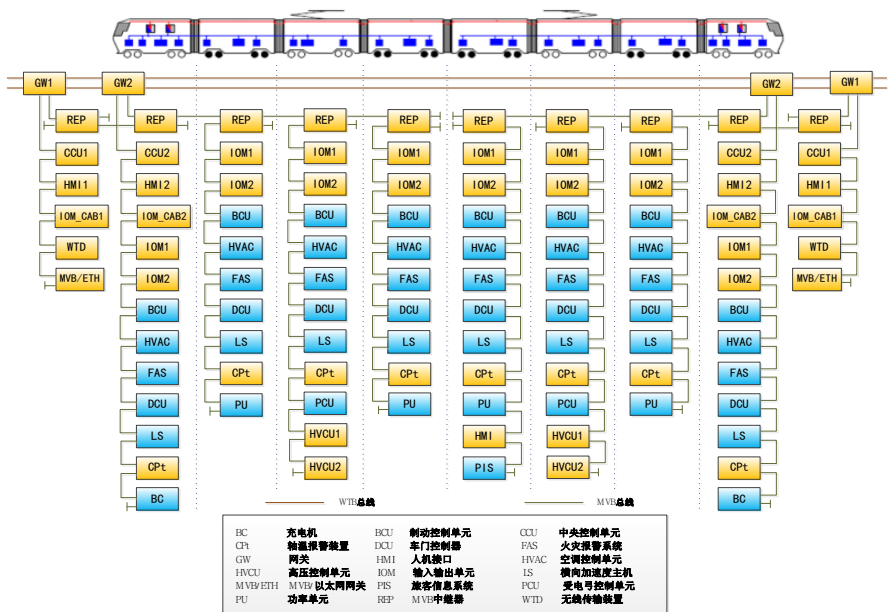 GW1 GW2 GW2 GW1
REP REP REP REP REP REP REP REP REP REP
CCU1 CCU2 IOM1 IOM1 IOM1 IOM1 IOM1 IOM1 CCU2 CCU1
HMI1 HMI2 IOM2 IOM2 IOM2 IOM2 IOM2 IOM2 HMI2 HMI1
IOM_CAB1 IOM_CAB2 BCU BCU BCU BCU BCU BCU IOM_CAB2 IOM_CAB1
WTD IOM1 HVAC HVAC HVAC HVAC HVAC HVAC IOM1 WTD
MVB/ETH IOM2 FAS FAS FAS FAS FAS FAS IOM2 MVB/ETH
BCU DCU DCU DCU DCU DCU DCU BCU
HVAC LS LS LS LS LS LS HVAC
FAS CPt CPt CPt CPt CPt CPt FAS
DCU PU PCU PU PU PCU PU DCU
LS HVCU1 HMI HVCU1 LS
CPt HVCU2 PIS HVCU2 CPt
BC BC
WTB总线 MVB总线
BC 充电机 BCU 制动控制单元 CCU 中央控制单元
CPt 轴温报警装置 DCU 车门控制器 FAS 火灾报警系统
GW 网关 HMI 人机接口 HVAC 空调控制单元
HVCU 高压控制单元 IOM 输入输出单元 LS 横向加速度主机
MVB/ETH MVB/以太网网关 PIS 旅客信息系统 PCU 受电弓控制单元
PU 功率单元 REP MVB中继器 WTD 无线传输装置